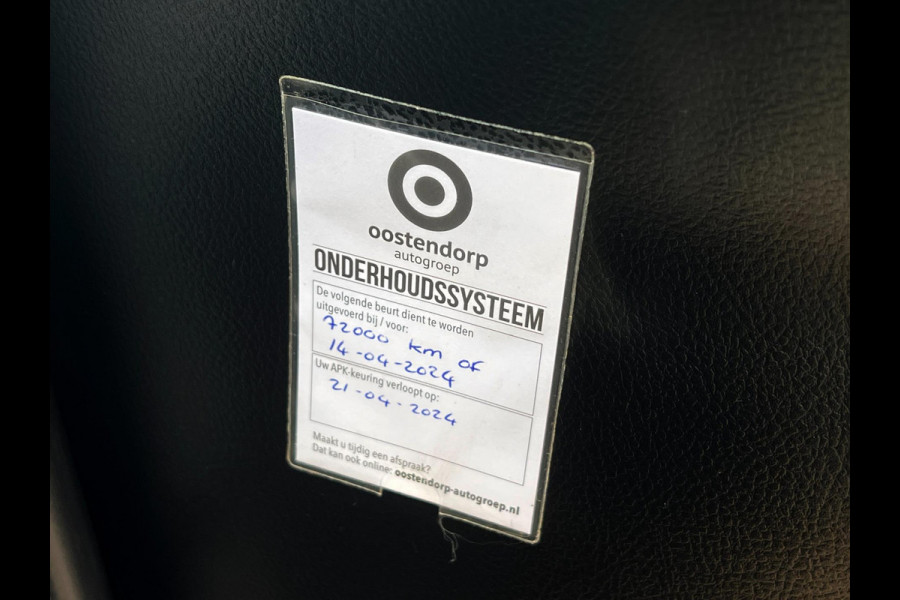 oostendorp
autogroep
ONDERHOUDSSYSTEEM
De volgende beurt dient te worden
uitgevoerd bij / voor:
72000 km of
14-04-2024
Uw APK-keuring verloopt op:
21-04-2024
Maakt u tijdig een afspraak?
Dat kan ook online: oostendorp-autogroep.nl